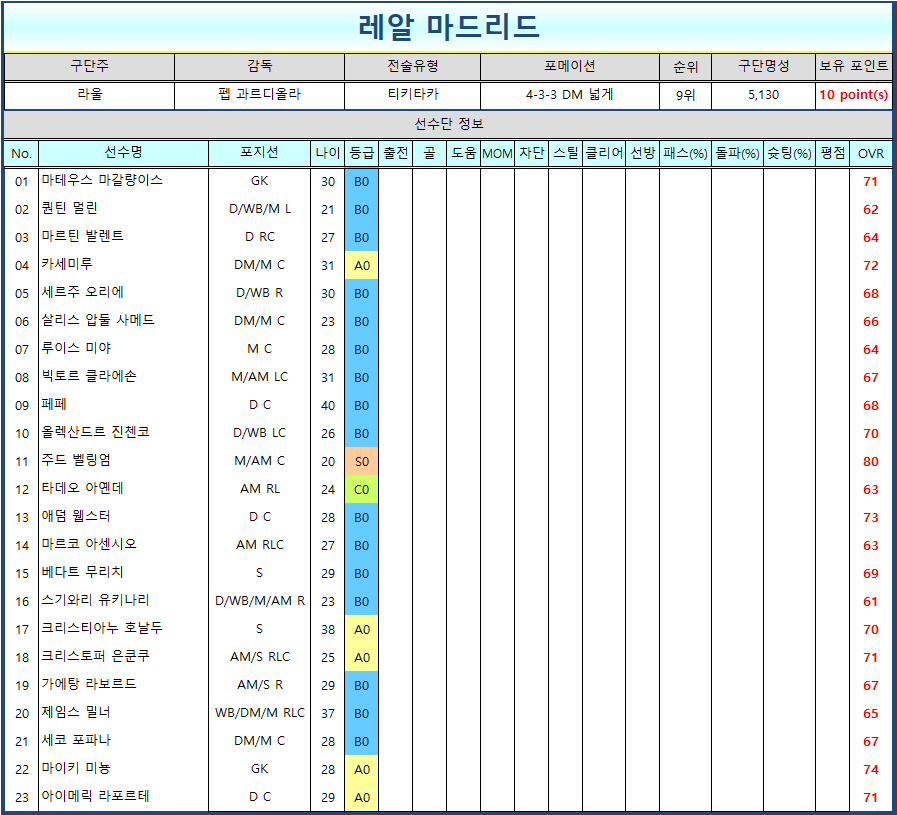 레알 마드리드
구단주 감독 전술유형 포메이션 순위 구단명성 보유 포인트
라울 펩 과르디올라 티키타카 4-3-3 DM 넓게 9위 5,130 10 point(s)
선수단 정보
No. 선수명 포지션 나이 등급 출전 골 도움 MOM 차단 스틸 클리어 선방 패스(%) 돌파(%) 슛팅(%) 평점 OVR
01 마테우스 마갈량이스 GK 30 B0 71
02 퀀틴 멀린 D/WB/M L 21 B0 62
03 마르틴 발렌트 D RC 27 B0 64
04 카세미루 DM/M C 31 A0 72
05 세르주 오리에 D/WB R 30 B0 68
06 살리스 압둘 사메드 DM/M C 23 B0 66
07 루이스 미야 M C 28 B0 64
08 빅토르 클라에손 M/AM LC 31 B0 67
09 페페 D C 40 B0 68
10 올렉산드르 진첸코 D/WB LC 26 B0 70
11 주드 벨링엄 M/AM C 20 S0 80
12 타데오 아옌데 AM RL 24 C0 63
13 애덤 웹스터 D C 28 B0 73
14 마르코 아센시오 AM RLC 27 B0 63
15 베다트 무리치 S 29 B0 69
16 스기와리 유키나리 D/WB/M/AM R 23 B0 61
17 크리스티아누 호날두 S 38 A0 70
18 크리스토퍼 은쿤쿠 AM/S RLC 25 A0 71
19 가에탕 라보르드 AM/S R 29 B0 67
20 제임스 밀너 WB/DM/M RLC 37 B0 65
21 세코 포파나 DM/M C 28 B0 67
22 마이키 미뇽 GK 28 A0 74
23 아이메릭 라포르테 D C 29 A0 71